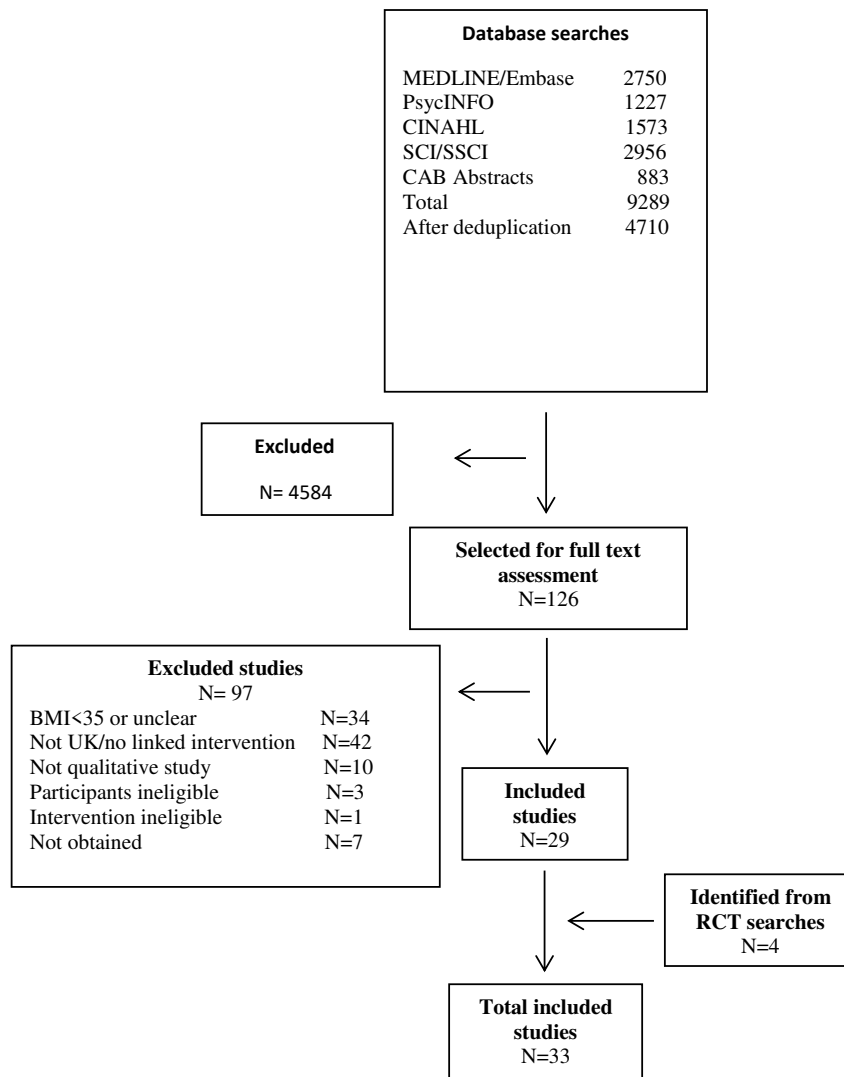 Database searches
MEDLINE/Embase 2750
PsycINFO 1227
CINAHL 1573
SCI/SSCI 2956
CAB Abstracts 883
Total 9289
After deduplication 4710
Excluded
N= 4584
Selected for full text
assessment
N=126
Excluded studies
N= 97
BMI<35 or unclear N=34
Not UK/no linked intervention N=42
Not qualitative study N=10
Participants ineligible N=3
Intervention ineligible N=1
Not obtained N=7
Included
studies
N=29
Identified from
RCT searches
N=4
Total included
studies
N=33